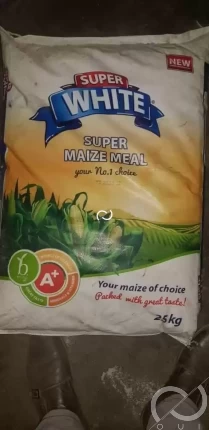 NEW
SUPER
WHITE
SUPER
MAIZE MEAL
your No.1 choice
A+
Your maize of choice
Packed with great taste!
25kg